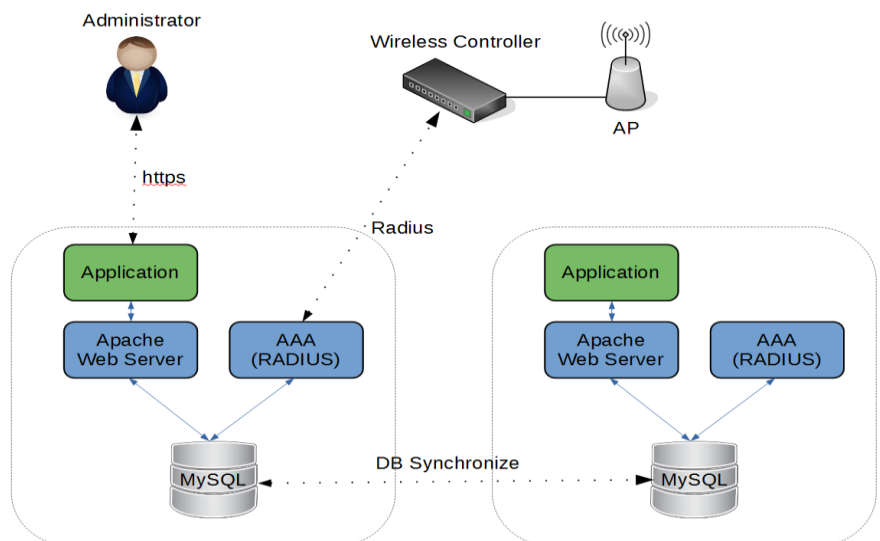 Administrator
Wireless Controller
AP
https
Radius
Application
Application
Apache
Web Server
AAA
(RADIUS)
Apache
Web Server
AAA
(RADIUS)
DB Synchronize
MySQL
MySQL